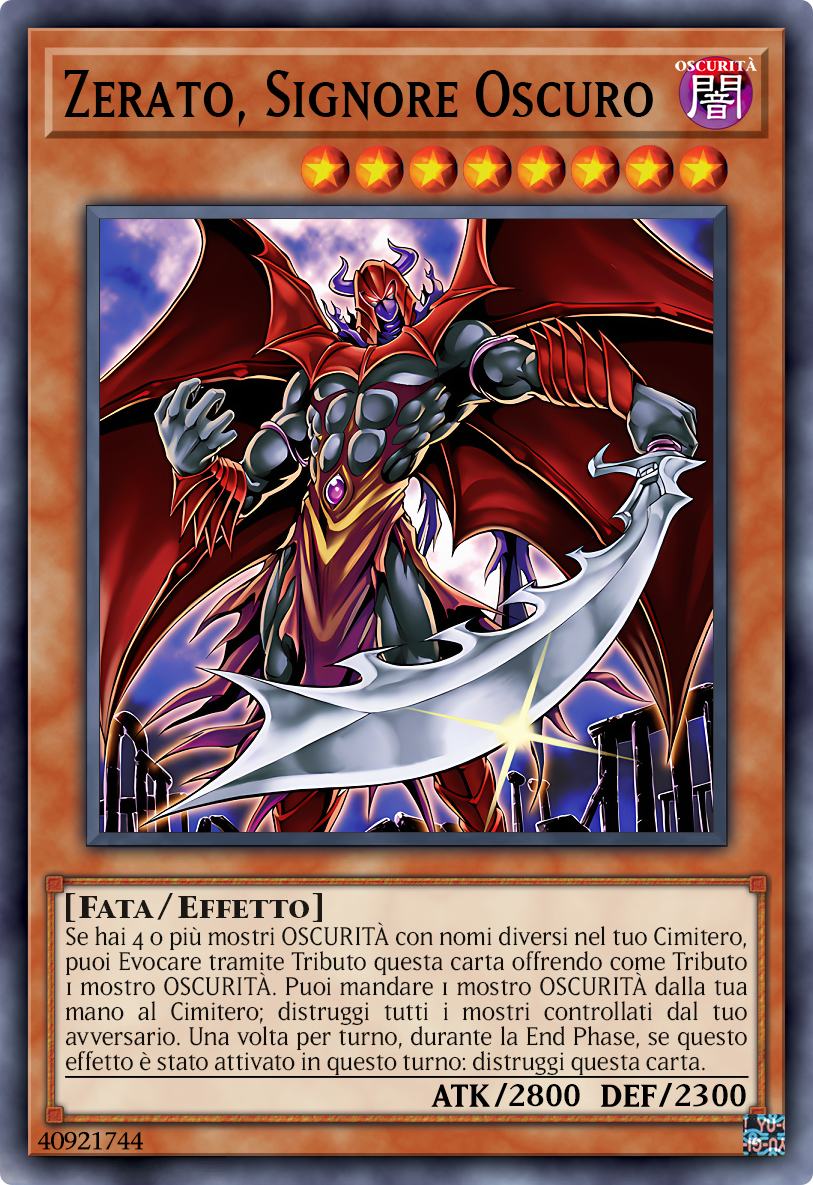 Zerato, Signore Oscuro
OSCURITÀ
闇
[Fata/Effetto]
Se hai 4 o più mostri OSCURITÀ con nomi diversi nel tuo Cimitero,
puoi Evocare tramite Tributo questa carta offrendo come Tributo
1 mostro OSCURITÀ. Puoi mandare 1 mostro OSCURITÀ dalla tua
mano al Cimitero; distruggi tutti i mostri controllati dal tuo
avversario. Una volta per turno, durante la End Phase, se questo
effetto è stato attivato in questo turno: distruggi questa carta.
ATK/2800 DEF/2300
40921744